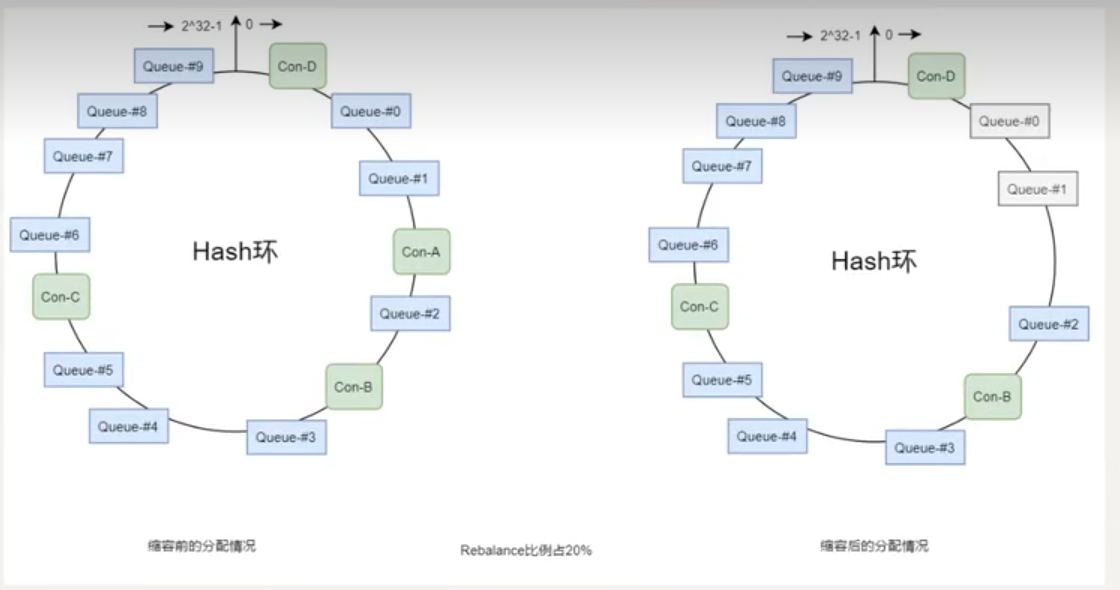 2^32-1 0
Queue-#9
Con-D
Queue-#8
Queue-#0
Queue-#7
Queue-#1
Queue-#6
Hash环
Con-A
Con-C
Queue-#2
Queue-#5
Con-B
Queue-#4
Queue-#3
缩容前的分配情况
Rebalance比例占20%
2^32-1 0
Queue-#9
Con-D
Queue-#8
Queue-#0
Queue-#7
Queue-#1
Queue-#6
Hash环
Con-C
Queue-#2
Queue-#5
Con-B
Queue-#4
Queue-#3
缩容后的分配情况